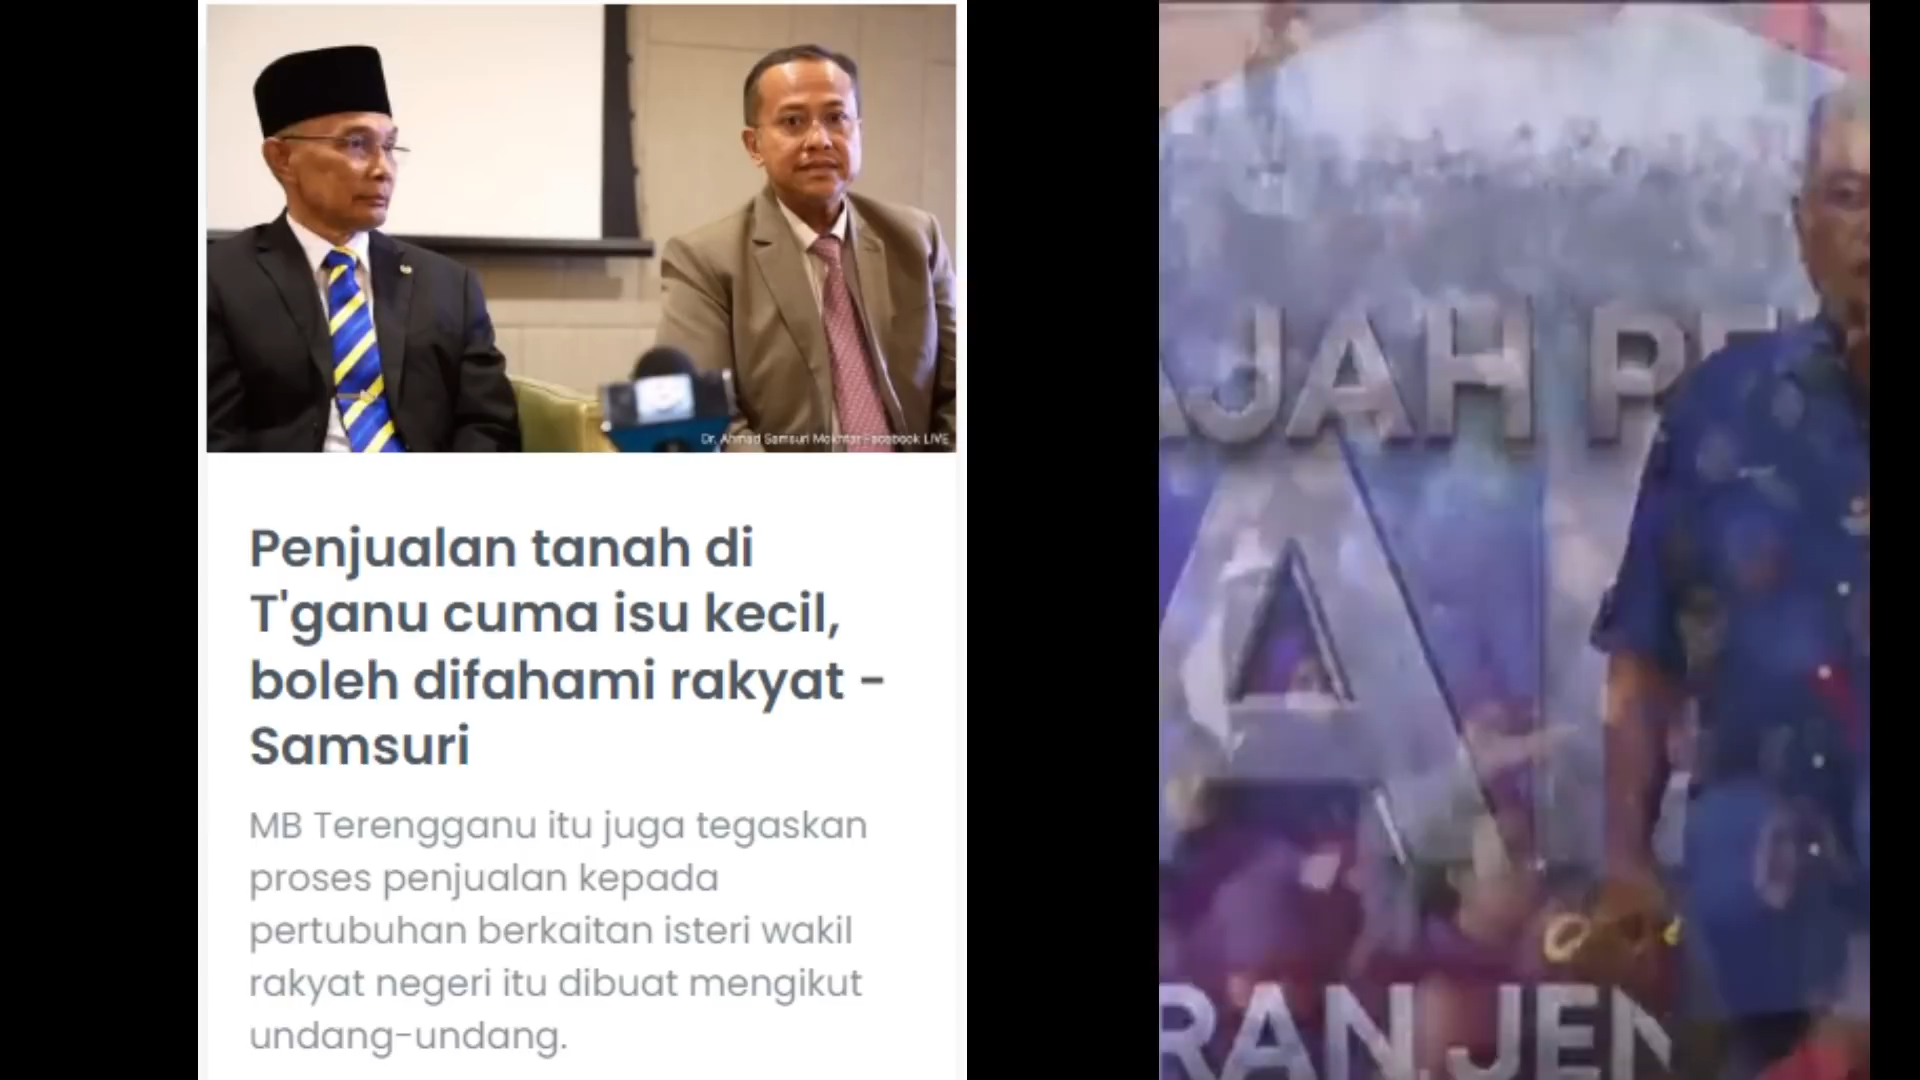 Dr. Ahmad Samsuri Mokhtar Facebook LIVE
Penjualan tanah di
T'ganu cuma isu kecil,
boleh difahami rakyat -
Samsuri
MB Terengganu itu juga tegaskan
proses penjualan kepada
pertubuhan berkaitan isteri wakil
rakyat negeri itu dibuat mengikut
undang-undang.